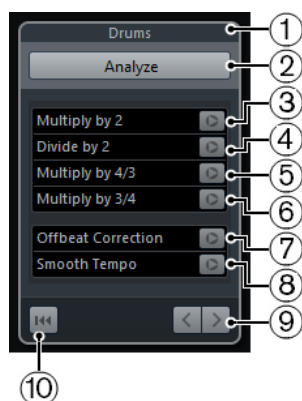 Drums
①
Analyze
②
Multiply by 2
③
Divide by 2
④
Multiply by 4/3
⑤
Multiply by 3/4
⑥
Offbeat Correction
⑦
Smooth Tempo
⑧
⑨
⑩